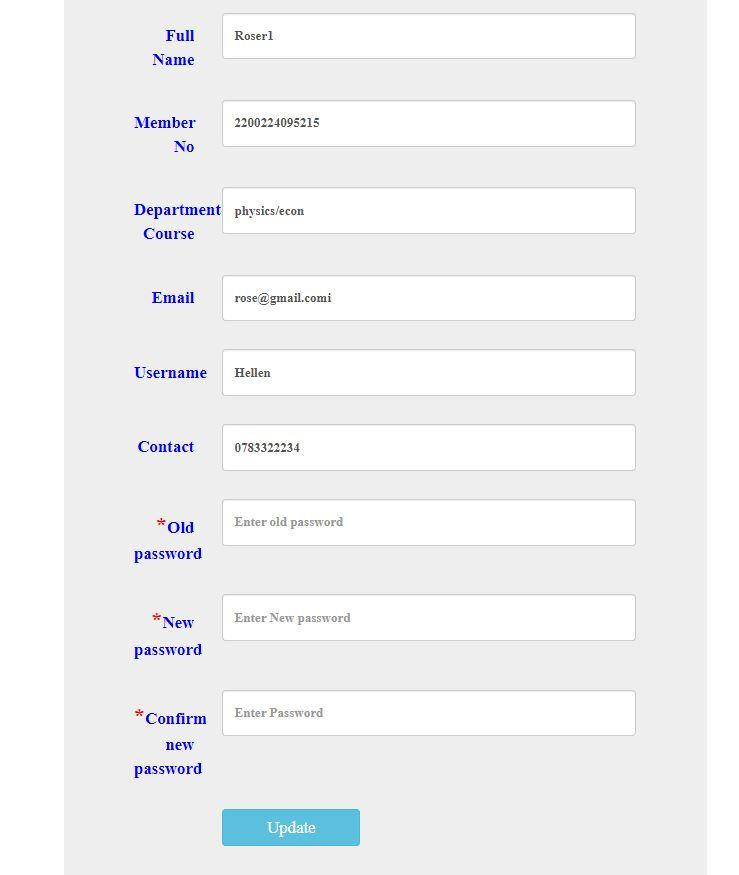 Full Roser1
Name
Member 2200224095215
No
Department physics/econ
Course
Email rose@gmail.comi
Username Hellen
Contact 0783322234
*Old Enter old password
password
*New Enter New password
password
*Confirm Enter Password
new
password
Update